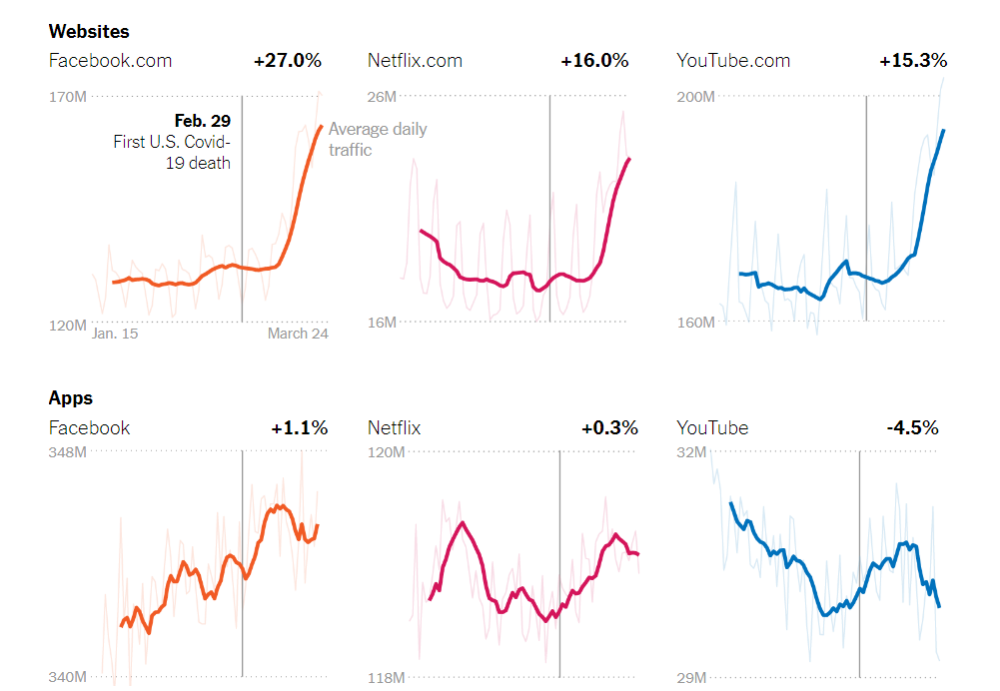 Websites
Facebook.com +27.0% Netflix.com +16.0% YouTube.com +15.3%
170M 26M 200M
Feb. 29
First U.S. Covid-
19 death
Average daily
traffic
120M 16M 160M
Jan. 15 March 24
Apps
Facebook +1.1% Netflix +0.3% YouTube -4.5%
348M 120M 32M
340M 118M 29M